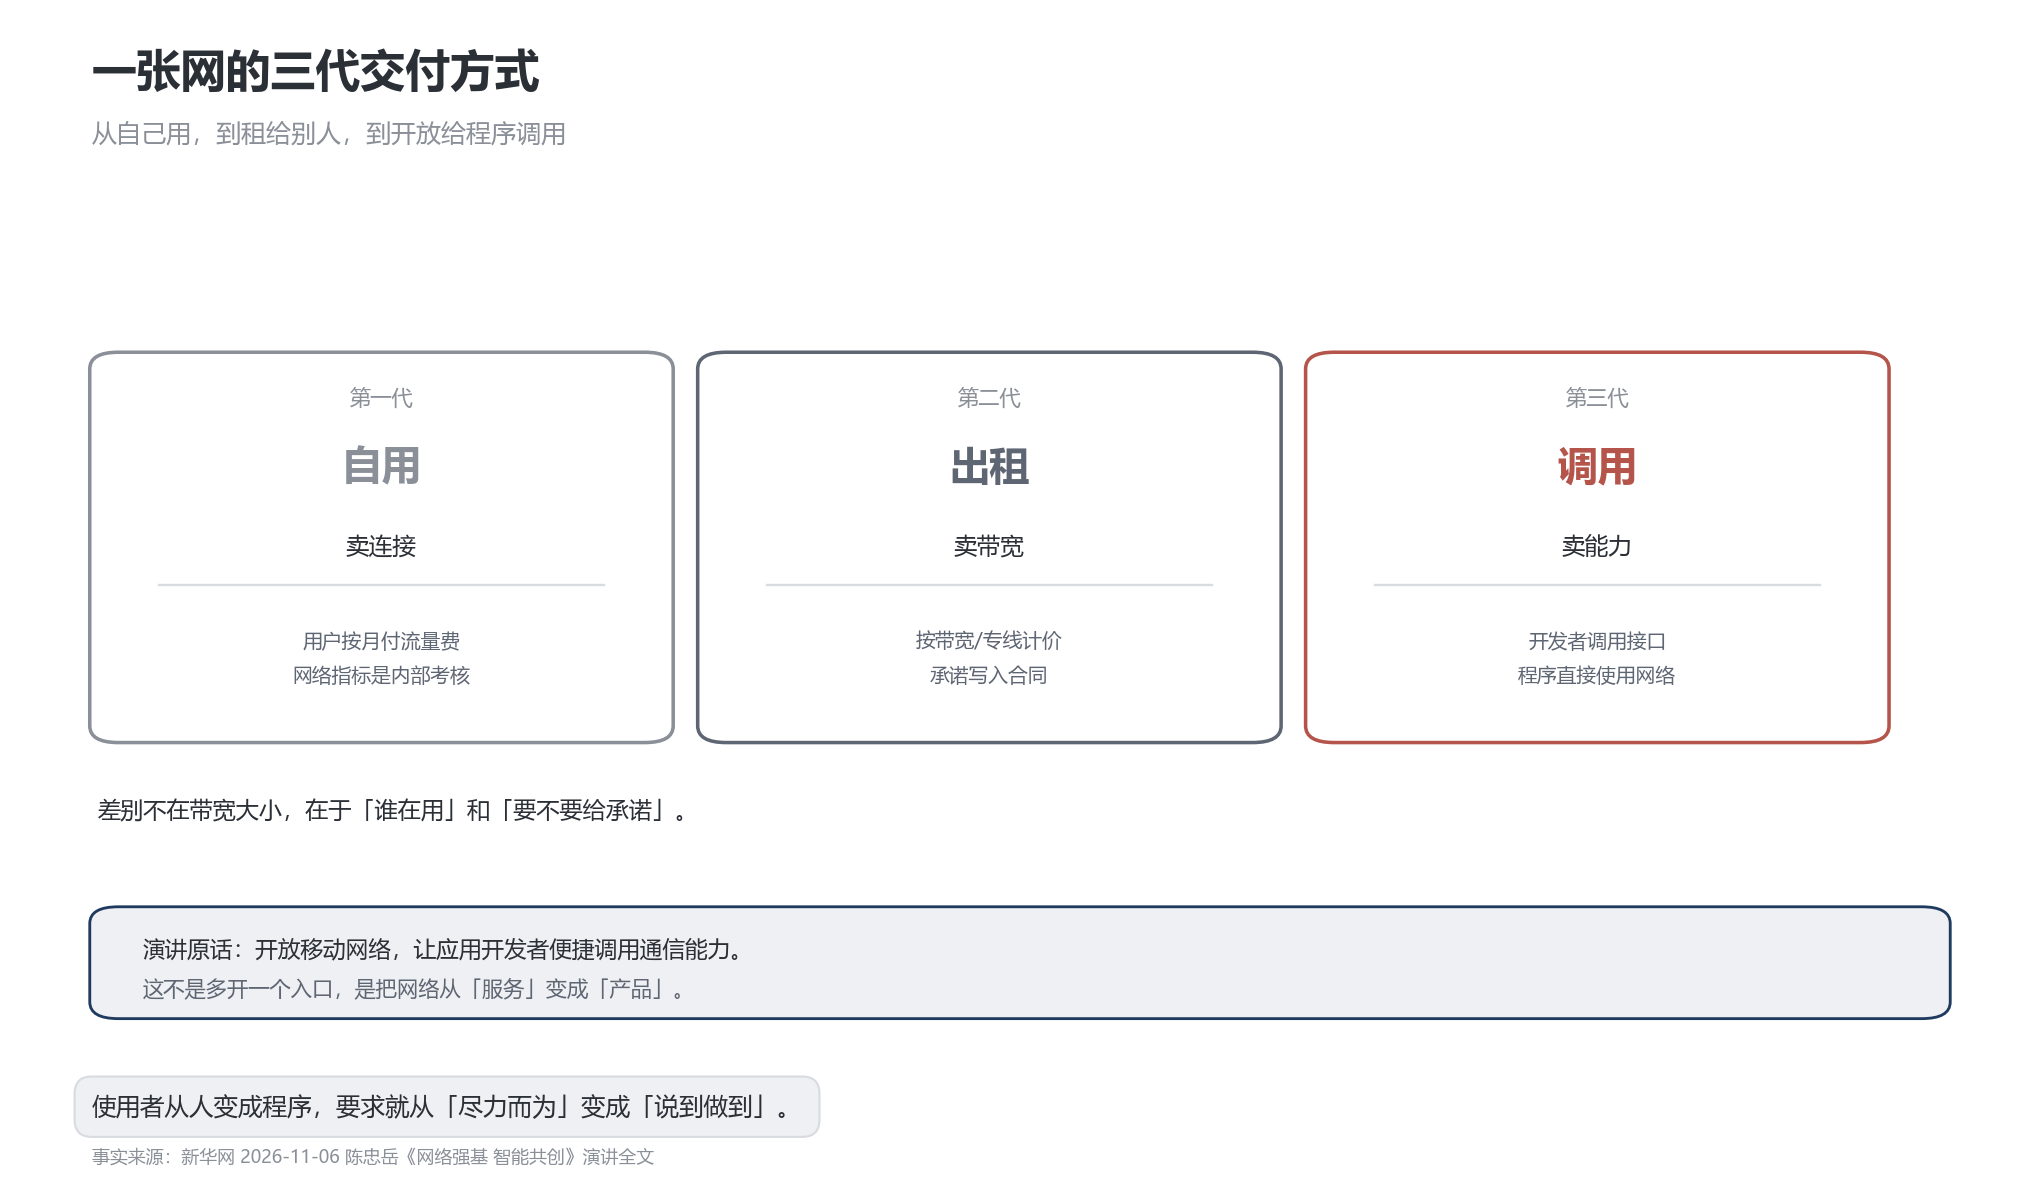 一张网的三代交付方式
从自己用，到租给别人，到开放给程序调用
第一代
自用
卖连接
用户按月付流量费
网络指标是内部考核
第二代
出租
卖带宽
按带宽/专线计价
承诺写入合同
第三代
调用
卖能力
开发者调用接口
程序直接使用网络
差别不在带宽大小，在于「谁在用」和「要不要给承诺」。
演讲原话：开放移动网络，让应用开发者便捷调用通信能力。
这不是多开一个入口，是把网络从「服务」变成「产品」。
使用者从人变成程序，要求就从「尽力而为」变成「说到做到」。
事实来源：新华网 2026-11-06 陈忠岳《网络强基 智能共创》演讲全文